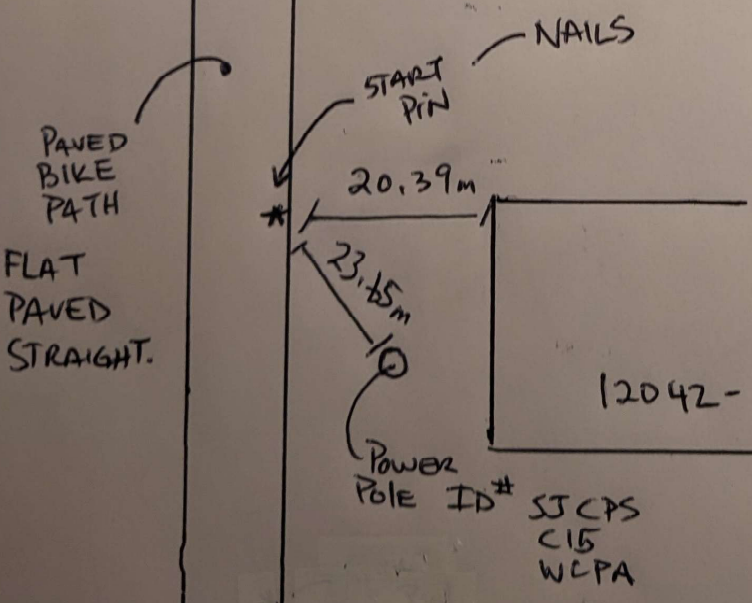 NAILS
START
PIN
PAVED
BIKE
PATH
20.39m
FLAT
PAVED
STRAIGHT.
23.65m
12042-
POWER
POLE ID#
SJCPS
C15
WCPA